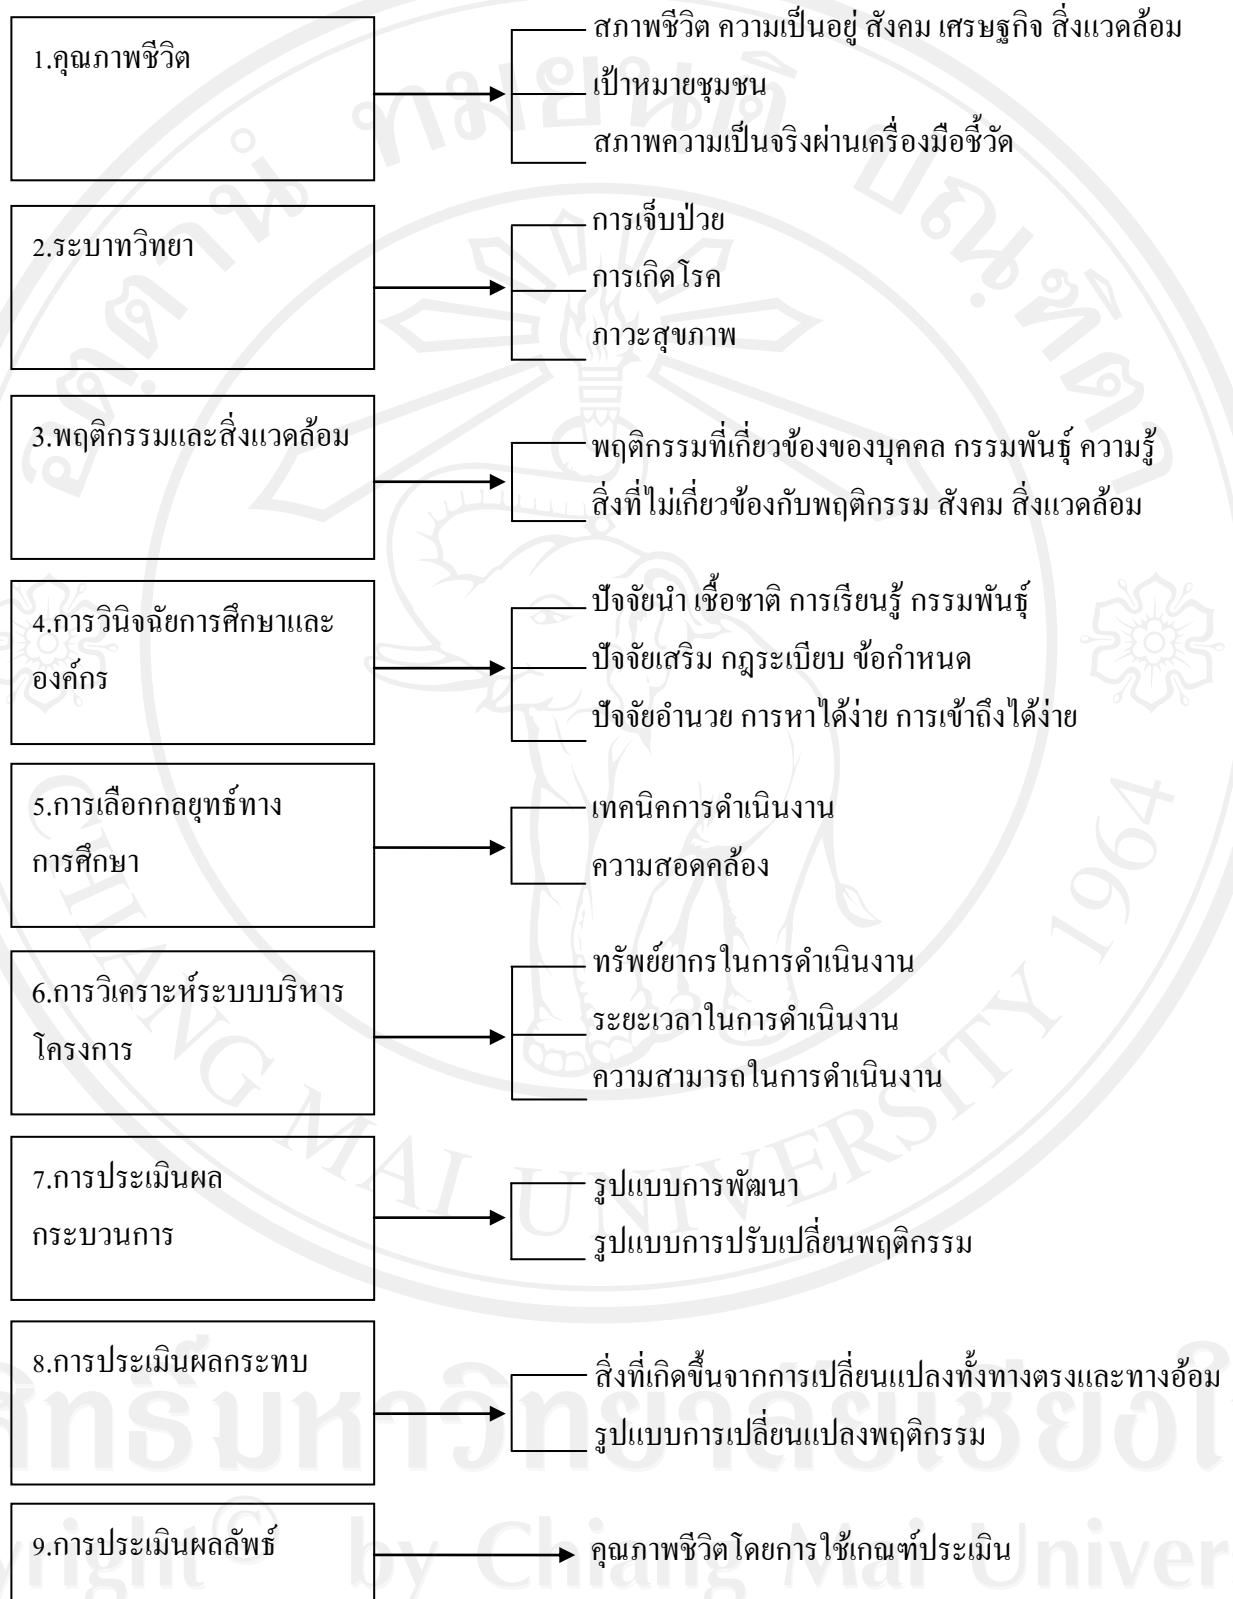 1.คุณภาพชีวิต
สภาพชีวิต ความเป็นอยู่ สังคม เศรษฐกิจ สิ่งแวดล้อม
เป้าหมายชุมชน
สภาพความเป็นจริงผ่านเครื่องมือชี้วัด
2.ระบาทวิทยา
การเจ็บป่วย
การเกิดโรค
ภาวะสุขภาพ
3.พฤติกรรมและสิ่งแวดล้อม
พฤติกรรมที่เกี่ยวข้องของบุคคล กรรมพันธุ์ ความรู้
สิ่งที่ไม่เกี่ยวข้องกับพฤติกรรม สังคม สิ่งแวดล้อม
4.การวินิจฉัยการศึกษาและ
องค์กร
ปัจจัยนำ เชื้อชาติ การเรียนรู้ กรรมพันธุ์
ปัจจัยเสริม กฎระเบียบ ข้อกำหนด
ปัจจัยอำนวย การหาได้ง่าย การเข้าถึงได้ง่าย
5.การเลือกกลยุทธ์ทาง
การศึกษา
เทคนิคการดำเนินงาน
ความสอดคล้อง
6.การวิเคราะห์ระบบบริหาร
โครงการ
ทรัพย์ยากรในการดำเนินงาน
ระยะเวลาในการดำเนินงาน
ความสามารถในการดำเนินงาน
7.การประเมินผล
กระบวนการ
รูปแบบการพัฒนา
รูปแบบการปรับเปลี่ยนพฤติกรรม
8.การประเมินผลกระทบ
สิ่งที่เกิดขึ้นจากการเปลี่ยนแปลงทั้งทางตรงและทางอ้อม
รูปแบบการเปลี่ยนแปลงพฤติกรรม
9.การประเมินผลลัพธ์
คุณภาพชีวิตโดยการใช้เกณฑ์ประเมิน
CHIANG MAI UNIVERSITY 1964
by Chiang Mai